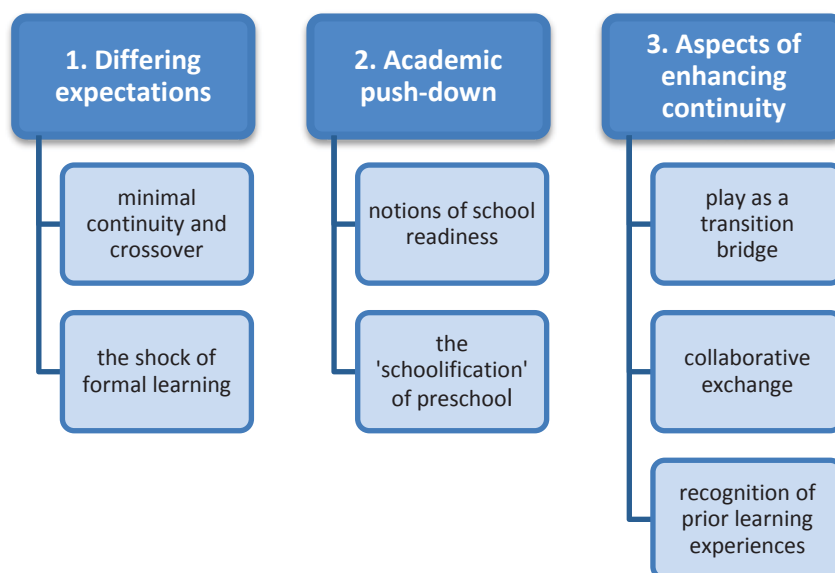 1. Differing
expectations
minimal
continuity and
crossover
the shock of
formal learning
2. Academic
push-down
notions of school
readiness
the
'schoolification'
of preschool
3. Aspects of
enhancing
continuity
play as a
transition
bridge
collaborative
exchange
recognition of
prior learning
experiences